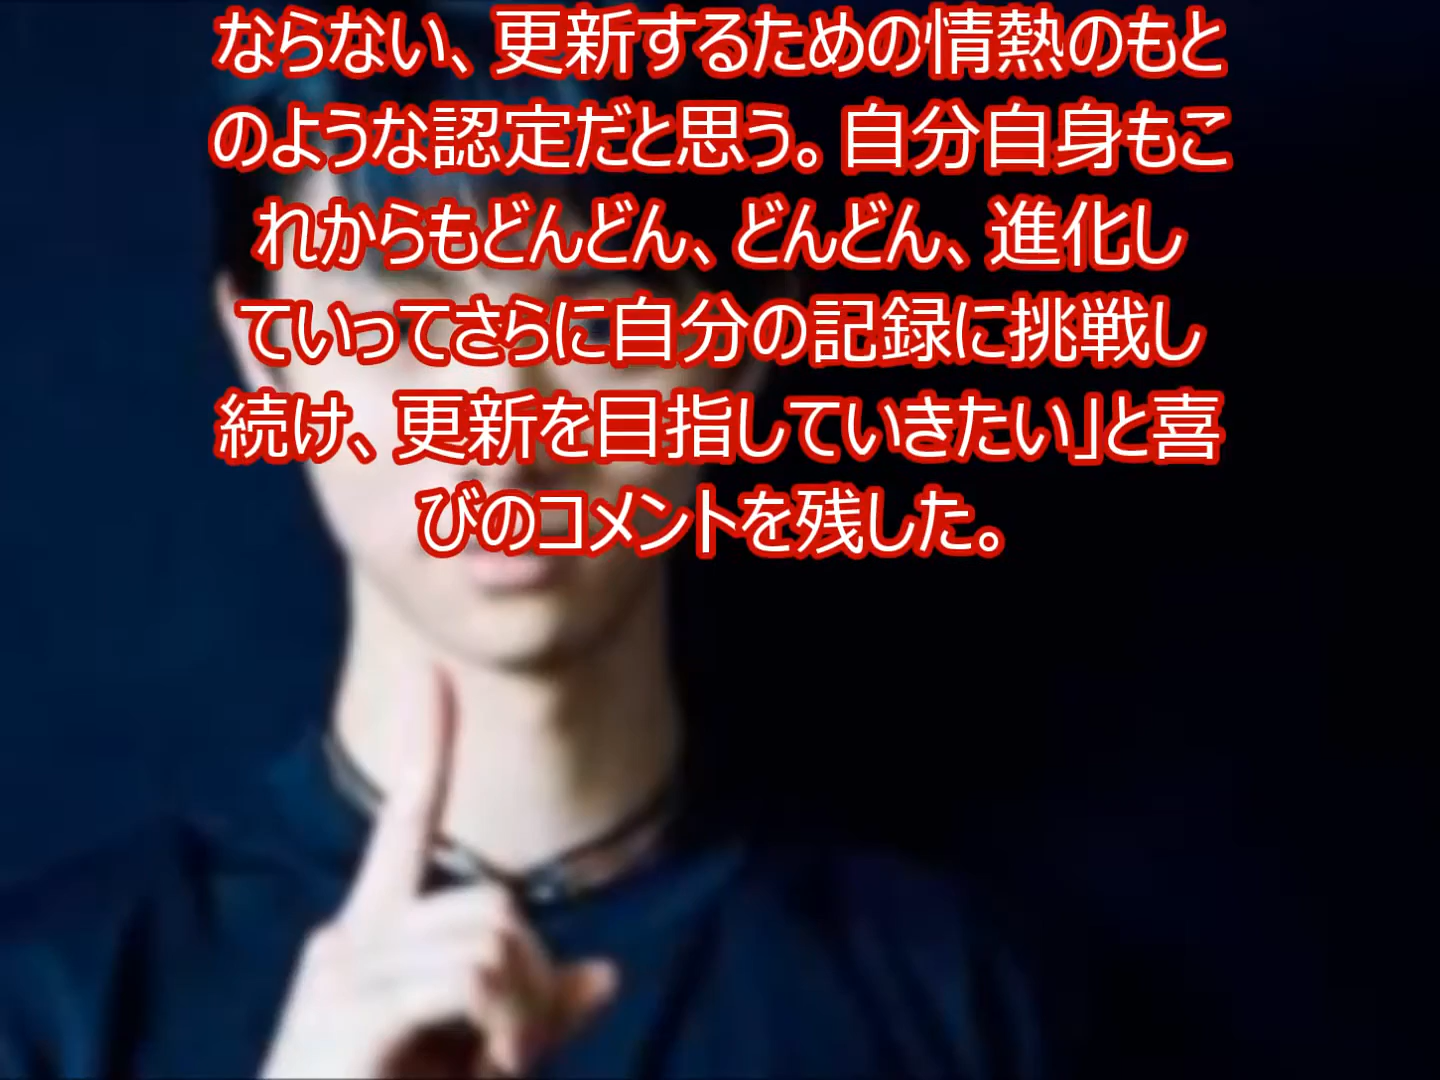 ならない、更新するための情熱のもと
のような認定だと思う。自分自身もこ
れからもどんどん、どんどん、進化し
ていってさらに自分の記録に挑戦し
続け、更新を目指していきたい」と喜
びのコメントを残した。